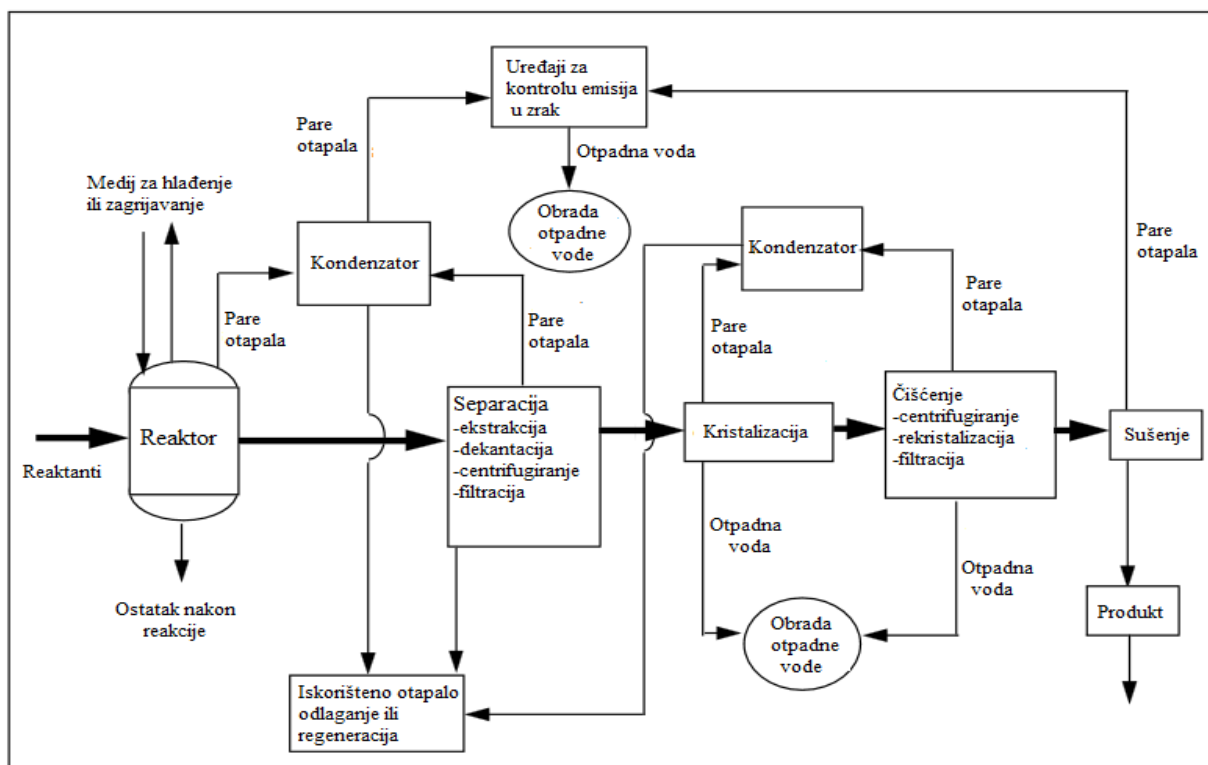 Uređaji za
kontrolu emisija
u zrak
Pare
otapala
Otpadna voda
Medij za hlađenje
ili zagrijavanje
Obrada
otpadne
vode
Kondenzator
Kondenzator
Pare
otapala
Pare
otapala
Pare
otapala
Pare
otapala
Pare
otapala
Reaktanti
Reaktor
Separacija
-ekstrakcija
-dekantacija
-centrifugiranje
-filtracija
Kristalizacija
Čišćenje
-centrifugiranje
-rekristalizacija
-filtracija
Sušenje
Otpadna
voda
Otpadna
voda
Ostatak nakon
reakcije
Obrada
otpadne
vode
Produkt
Iskorišteno otapalo
odlaganje ili
regeneracija